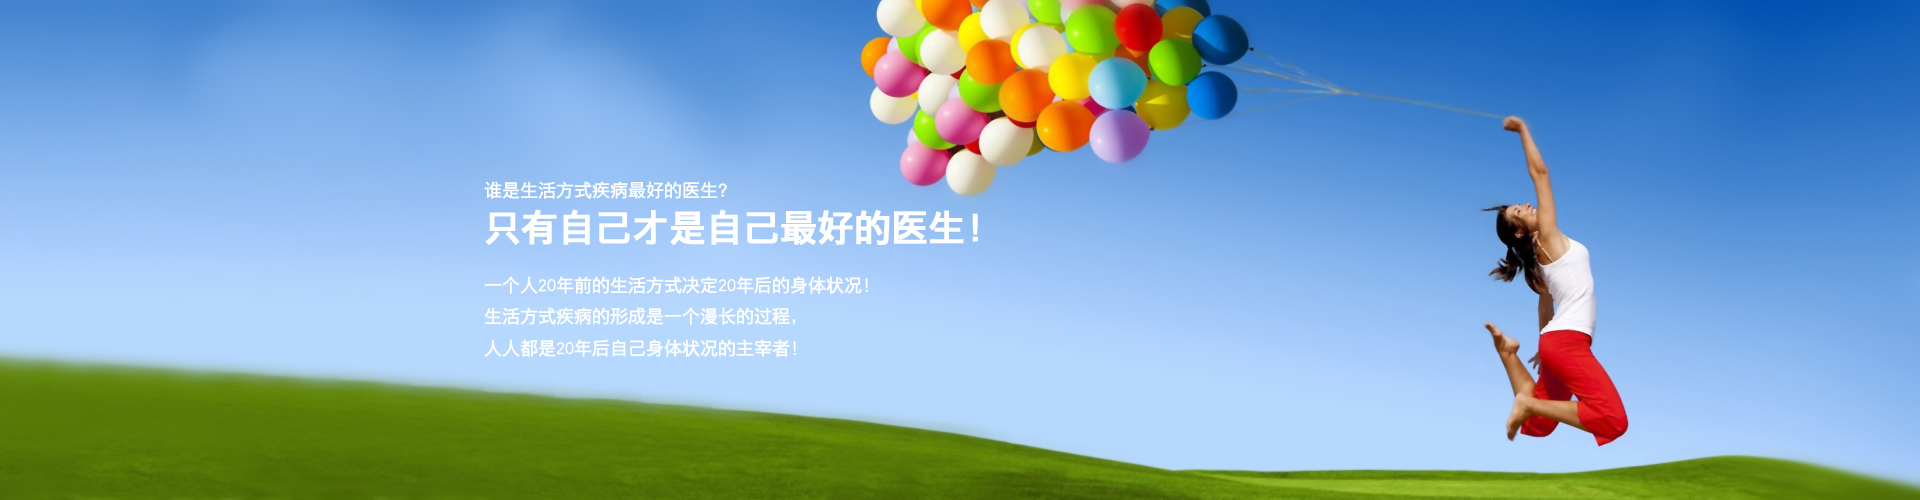 谁是生活方式疾病最好的医生?
只有自己才是自己最好的医生！
一个人20年前的生活方式决定20年后的身体状况！
生活方式疾病的形成是一个漫长的过程，
人人都是20年后自己身体状况的主宰者！